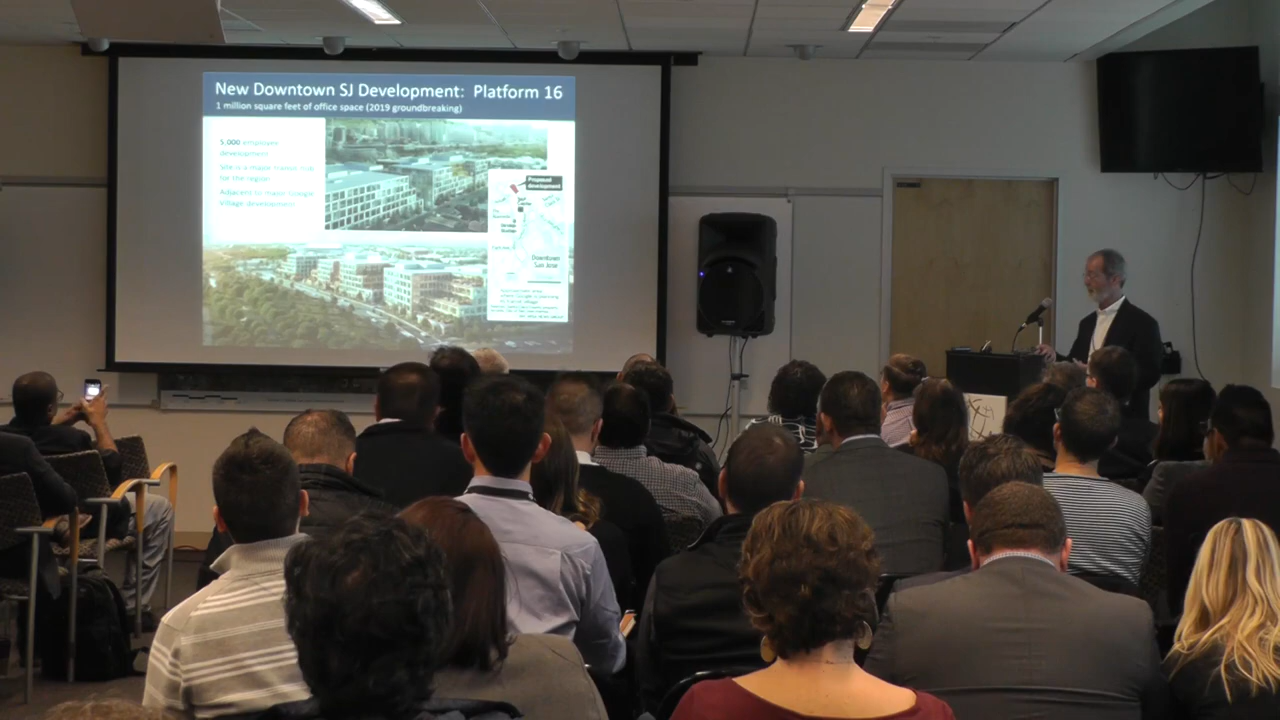 New Downtown SJ Development: Platform 16
1 million square feet of office space (2019 groundbreaking)
5,000 employee
development
Site is a major transit hub
for the region
Adjacent to major Google
Village development
Proposed
development
SAP
Center
Downtown
San Jose